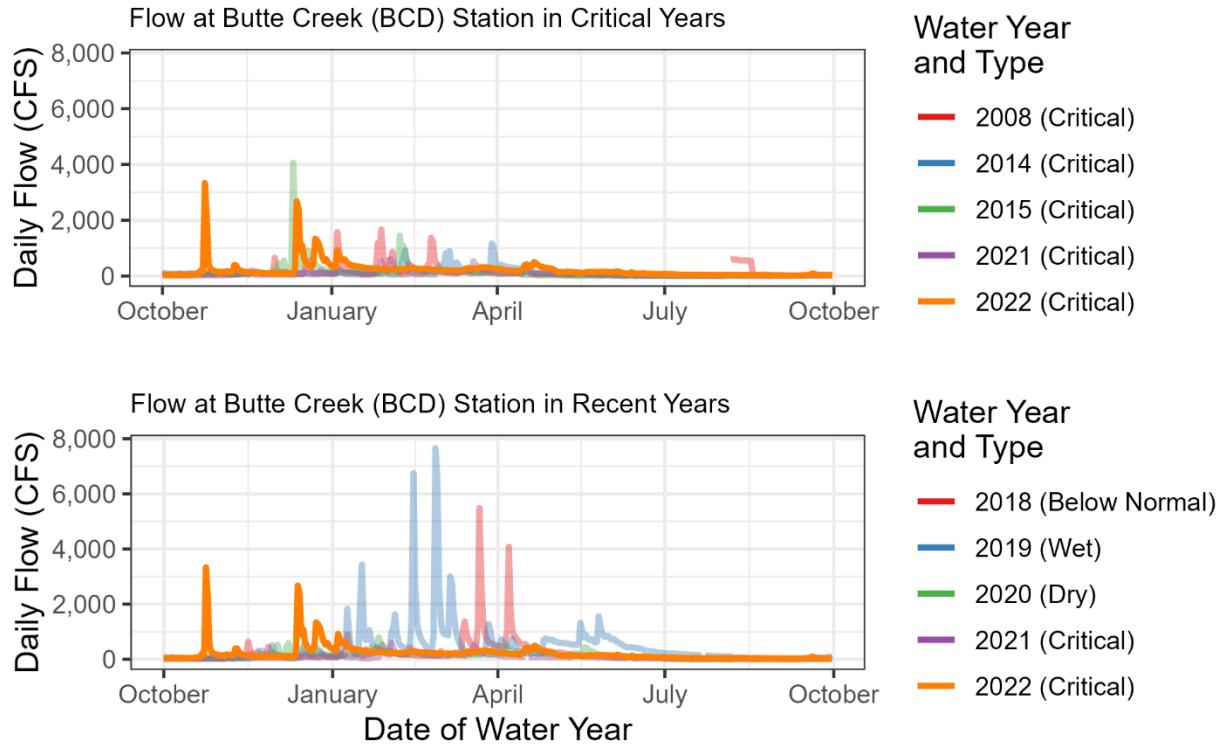 Flow at Butte Creek (BCD) Station in Critical Years
Daily Flow (CFS)
8,000
6,000
4,000
2,000
0
October
January
April
July
October
Water Year
and Type
2008 (Critical)
2014 (Critical)
2015 (Critical)
2021 (Critical)
2022 (Critical)
Flow at Butte Creek (BCD) Station in Recent Years
Daily Flow (CFS)
8,000
6,000
4,000
2,000
0
October
January
April
July
October
Date of Water Year
Water Year
and Type
2018 (Below Normal)
2019 (Wet)
2020 (Dry)
2021 (Critical)
2022 (Critical)